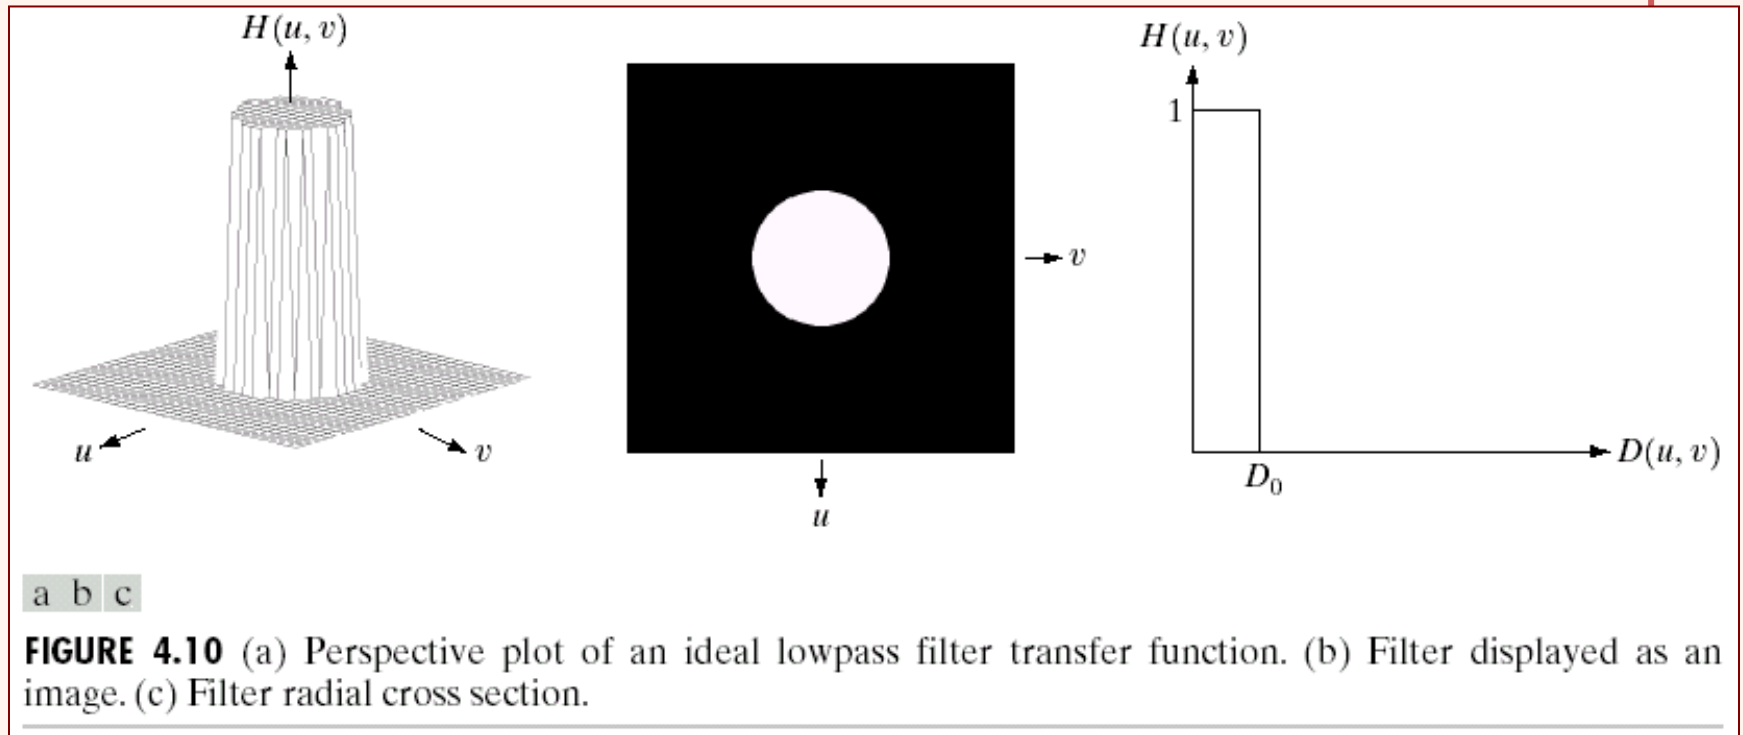 H(u, v)
u
v
v
u
H(u, v)
1
D₀
D(u, v)
a b c
FIGURE 4.10 (a) Perspective plot of an ideal lowpass filter transfer function. (b) Filter displayed as an
image. (c) Filter radial cross section.